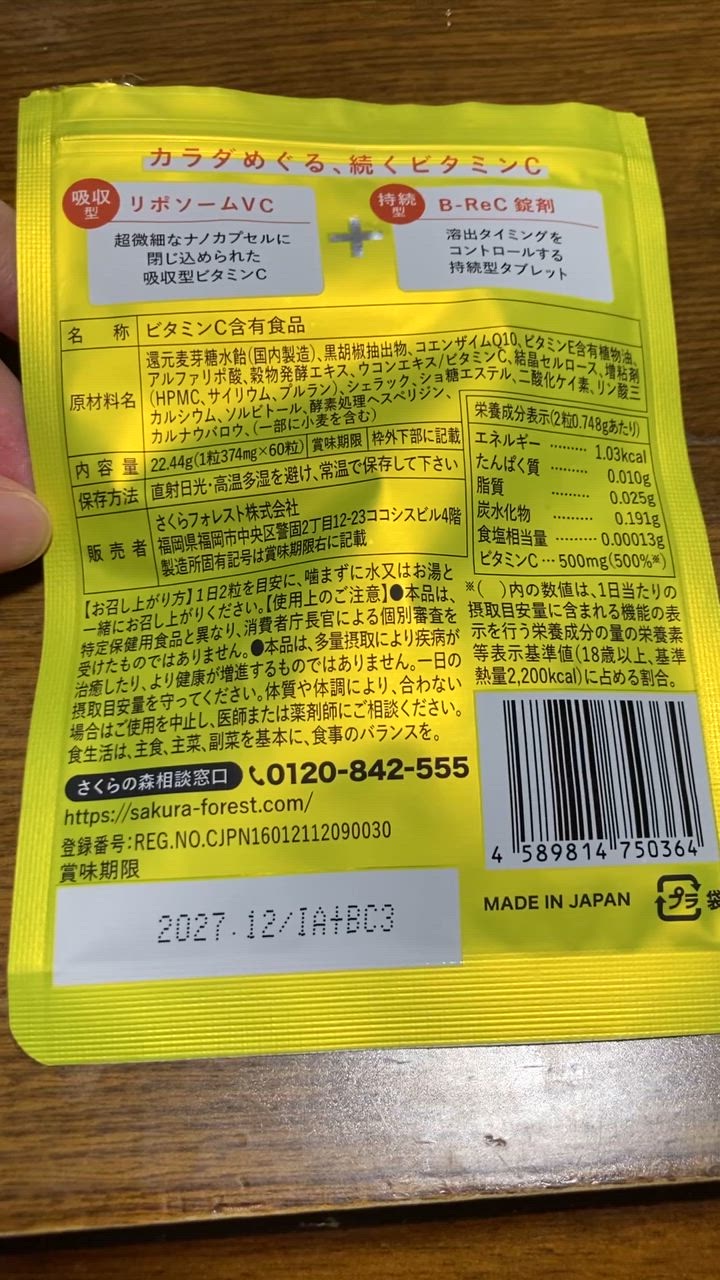 カラダめぐる、続くビタミンC
吸収型
リポソームVC
超微細なナノカプセルに
閉じ込められた
吸収型ビタミンC
持続型
B-ReC 錠剤
溶出タイミングを
コントロールする
持続型タブレット
名 称 ビタミンC含有食品
原材料名
還元麦芽糖水飴(国内製造)、黒胡椒抽出物、コエンザイムQ10、ビタミンE含有植物油、
アルファリポ酸、穀物発酵エキス、ウコンエキス/ビタミンC、結晶セルロース、増粘剤
(HPMC、サイリウム、プルラン)、シェラック、ショ糖エステル、二酸化ケイ素、リン酸三
カルシウム、ソルビトール、酵素処理ヘスペリジン、
カルナウバロウ、(一部に小麦を含む)
内 容 量 22.44g(1粒374mg×60粒) 賞味期限 枠外下部に記載
保存方法 直射日光・高温多湿を避け、常温で保存して下さい
販 売 者
さくらフォレスト株式会社
福岡県福岡市中央区警固2丁目12-23ココシスビル4階
製造所固有記号は賞味期限右に記載
栄養成分表示(2粒0.748gあたり)
エネルギー ……… 1.03kcal
たんぱく質 ……… 0.010g
脂質 ……… 0.025g
炭水化物 ……… 0.191g
食塩相当量 ……… 0.00013g
ビタミンC … 500mg(500%※)
※( )内の数値は、1日当たりの
摂取目安量に含まれる機能の表
示を行う栄養成分の量の栄養素
等表示基準値(18歳以上、基準
熱量2,200kcal)に占める割合。
【お召し上がり方】1日2粒を目安に、噛まずに水又はお湯と
一緒にお召し上がりください。【使用上のご注意】●本品は、
特定保健用食品と異なり、消費者庁長官による個別審査を
受けたものではありません。●本品は、多量摂取により疾病が
治癒したり、より健康が増進するものではありません。一日の
摂取目安量を守ってください。体質や体調により、合わない
場合はご使用を中止し、医師または薬剤師にご相談ください。
食生活は、主食、主菜、副菜を基本に、食事のバランスを。
さくらの森相談窓口 0120-842-555
https://sakura-forest.com/
登録番号:REG.NO.CJPN16012112090030
賞味期限
2027.12/IA†BC3
4 589814 750364
MADE IN JAPAN
プラ 袋